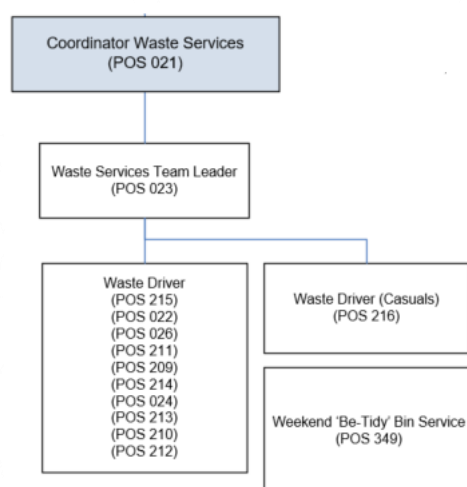 Coordinator Waste Services
(POS 021)
Waste Services Team Leader
(POS 023)
Waste Driver
(POS 215)
(POS 022)
(POS 026)
(POS 211)
(POS 209)
(POS 214)
(POS 024)
(POS 213)
(POS 210)
(POS 212)
Waste Driver (Casuals)
(POS 216)
Weekend 'Be-Tidy' Bin Service
(POS 349)